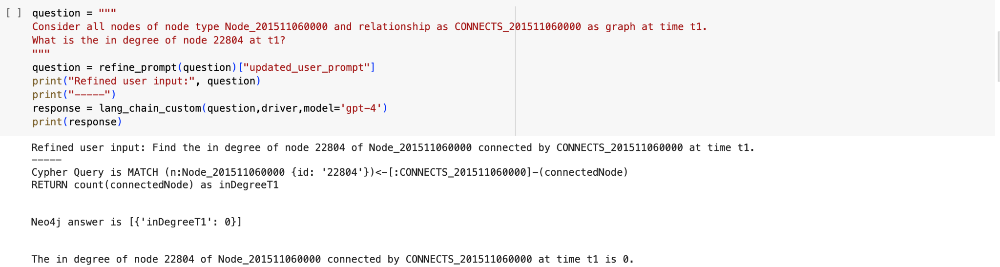 [ ] question = """
Consider all nodes of node type Node_201511060000 and relationship as CONNECTS_201511060000 as graph at time t1.
What is the in degree of node 22804 at t1?
"""
question = refine_prompt(question)["updated_user_prompt"]
print("Refined user input:", question)
print("-----")
response = lang_chain_custom(question,driver,model='gpt-4')
print(response)
Refined user input: Find the in degree of node 22804 of Node_201511060000 connected by CONNECTS_201511060000 at time t1.
-----
Cypher Query is MATCH (n:Node_201511060000 {id: '22804'})<-[:CONNECTS_201511060000]-(connectedNode)
RETURN count(connectedNode) as inDegreeT1
Neo4j answer is [{'inDegreeT1': 0}]
The in degree of node 22804 of Node_201511060000 connected by CONNECTS_201511060000 at time t1 is 0.